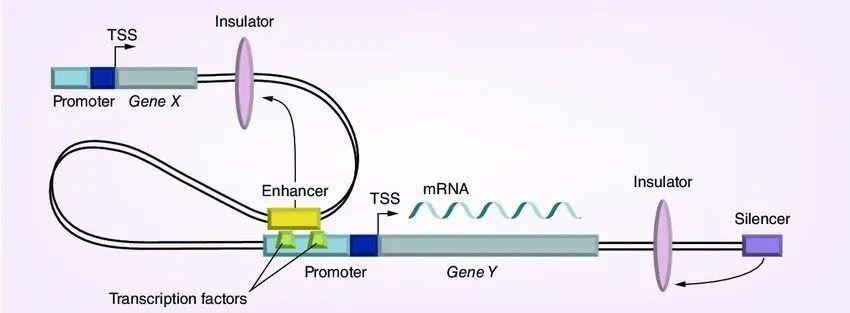 Insulator
TSS
Promoter Gene X
Enhancer
TSS
mRNA
Insulator
Silencer
Promoter
Gene Y
Transcription factors